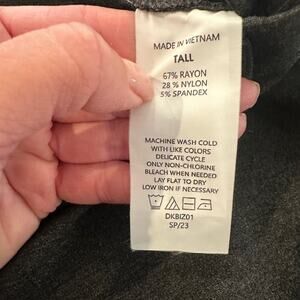 MADE IN VIETNAM
TALL
67% RAYON
28 % NYLON
5% SPANDEX
MACHINE WASH COLD
WITH LIKE COLORS
DELICATE CYCLE
ONLY NON-CHLORINE
BLEACH WHEN NEEDED
LAY FLAT TO DRY
LOW IRON IF NECESSARY
DKBIZ01
SP/23